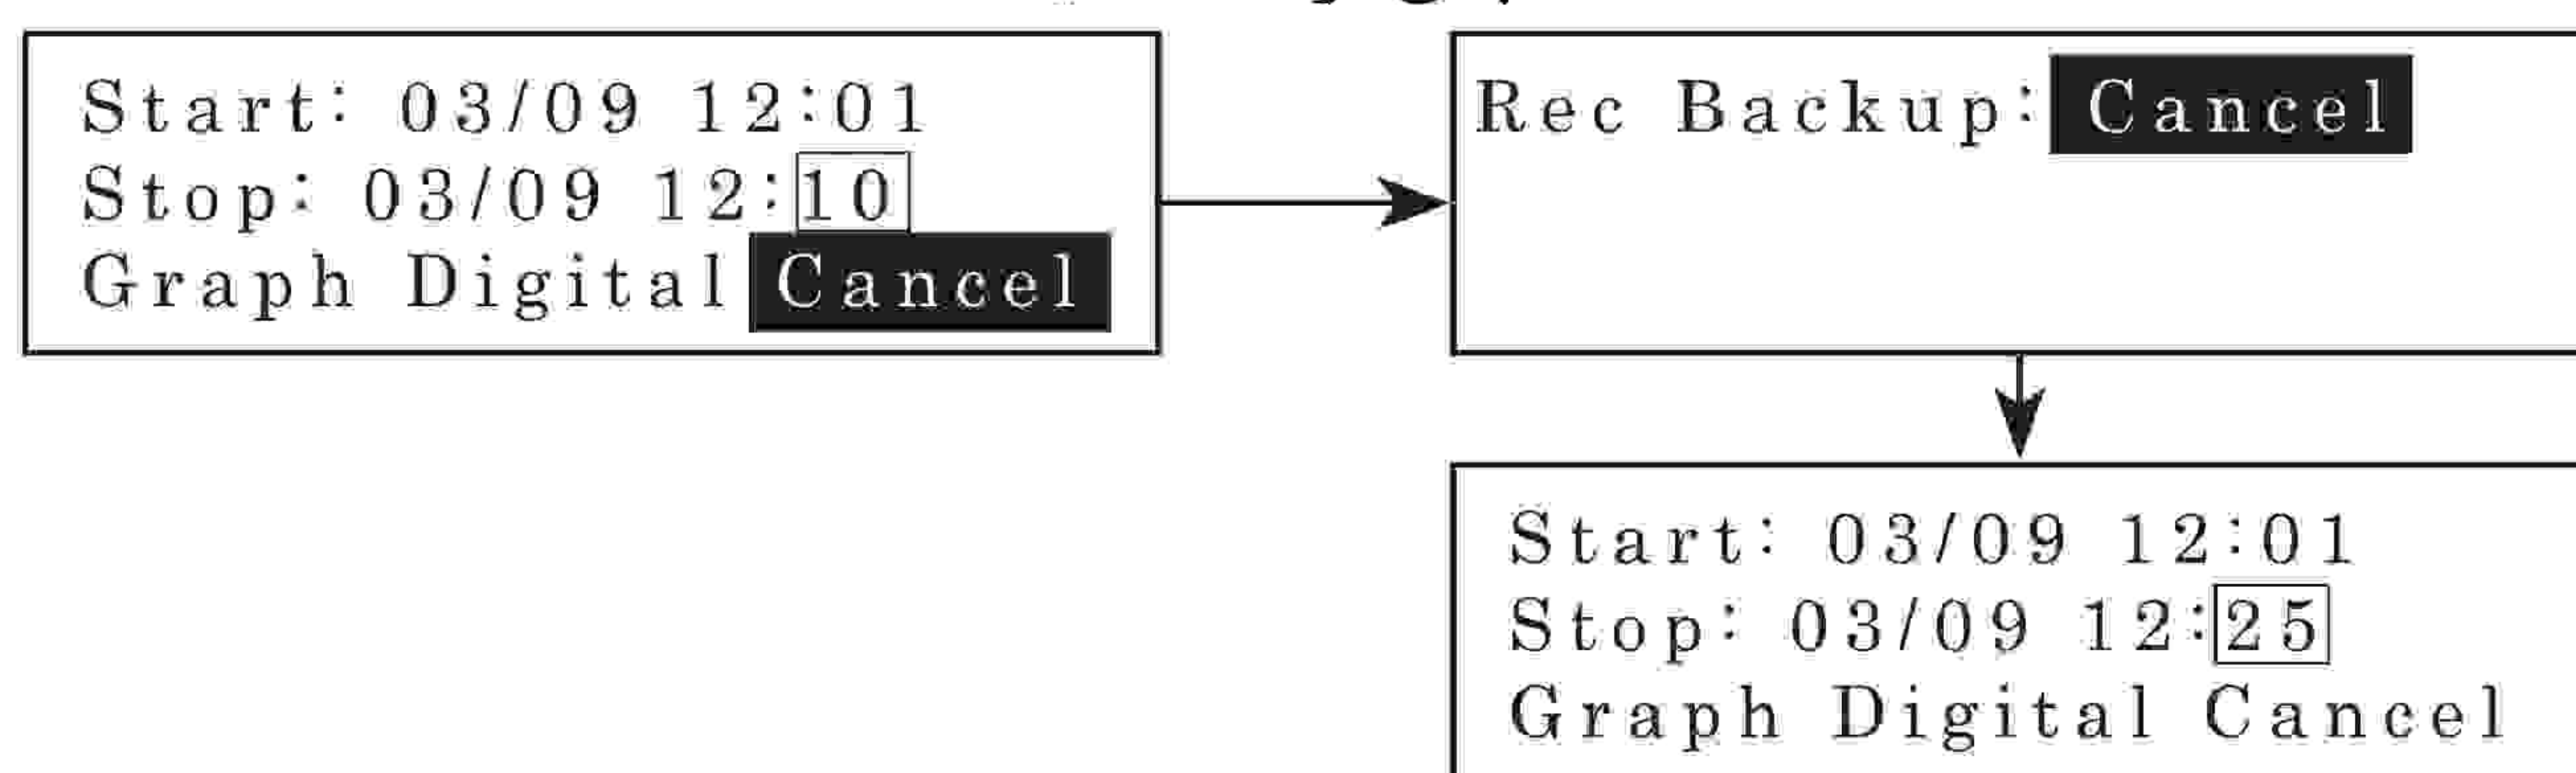 Start: 03/09 12:01
Stop: 03/09 12:10
Graph Digital Cancel
Rec Backup: Cancel
Start: 03/09 12:01
Stop: 03/09 12:25
Graph Digital Cancel